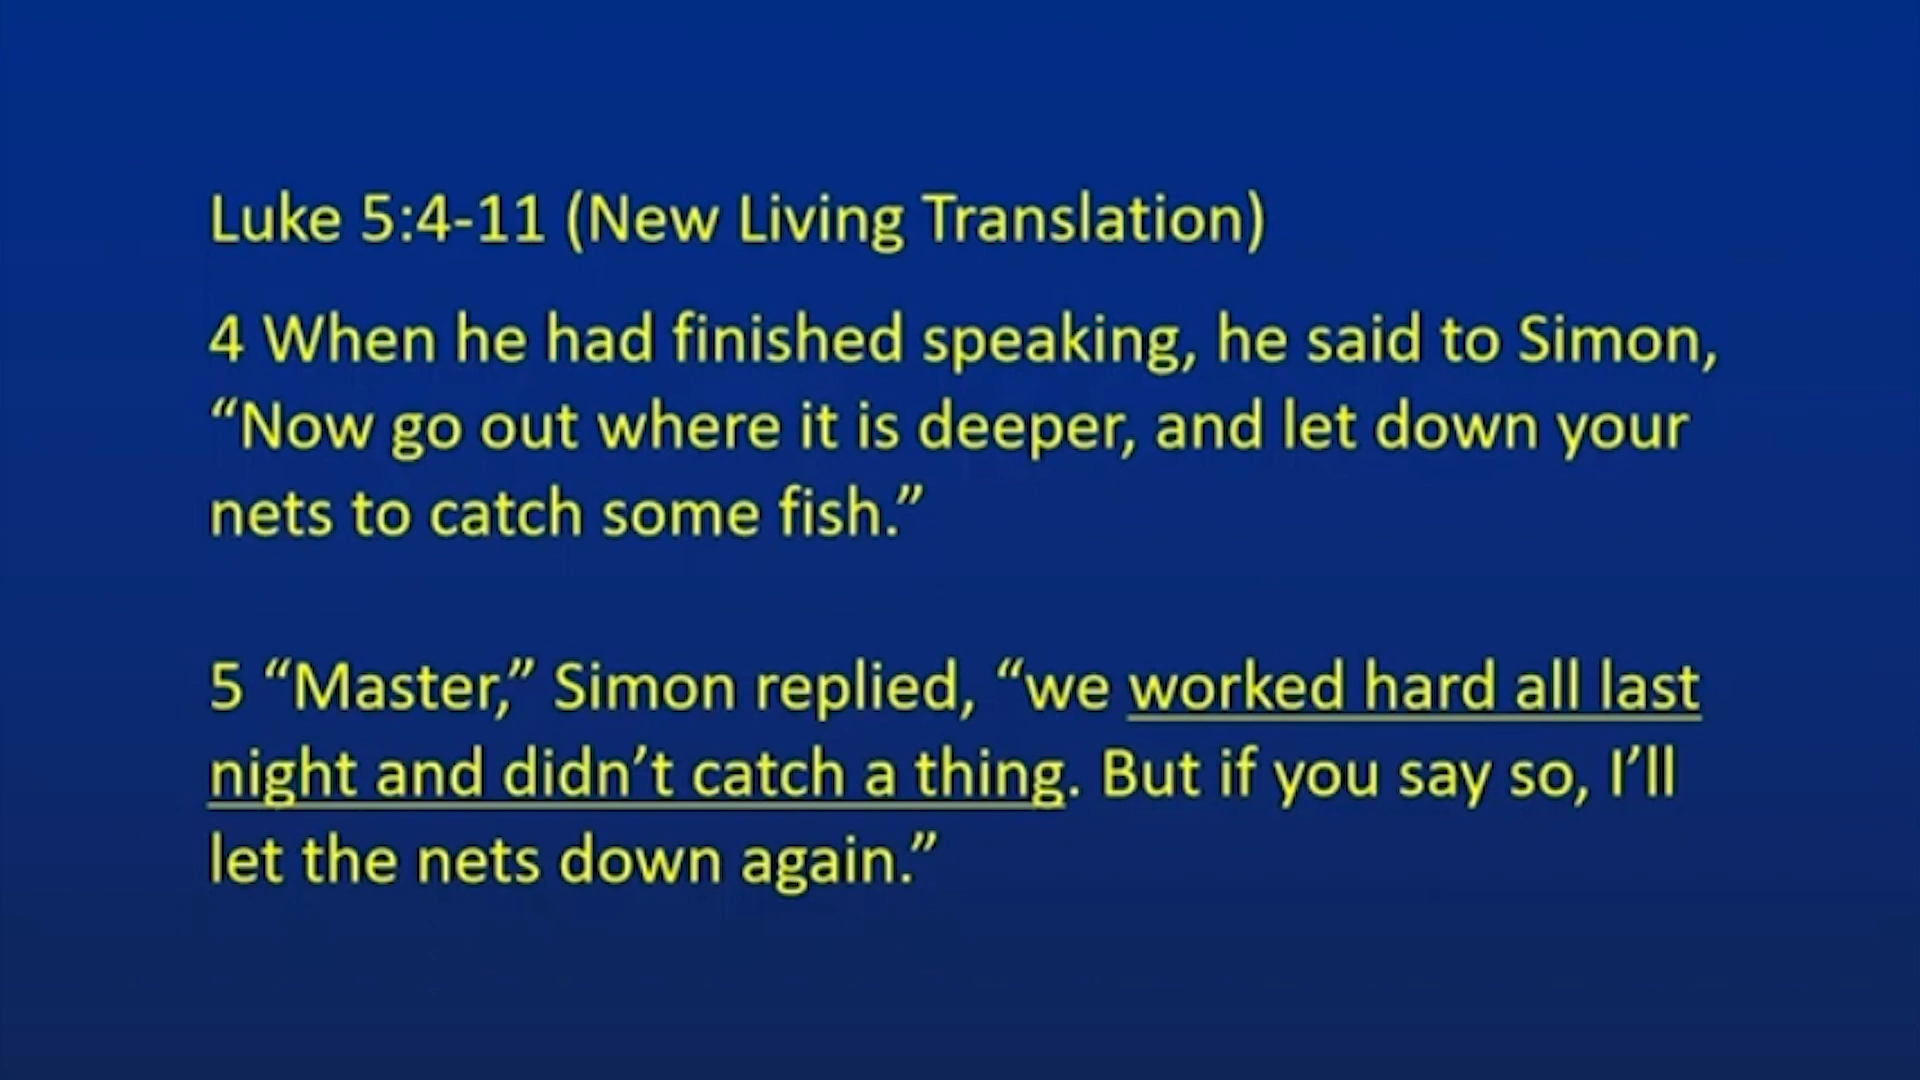 Luke 5:4-11 (New Living Translation)
4 When he had finished speaking, he said to Simon,
“Now go out where it is deeper, and let down your
nets to catch some fish.”
5 “Master,” Simon replied, “we worked hard all last
night and didn’t catch a thing. But if you say so, I’ll
let the nets down again.”